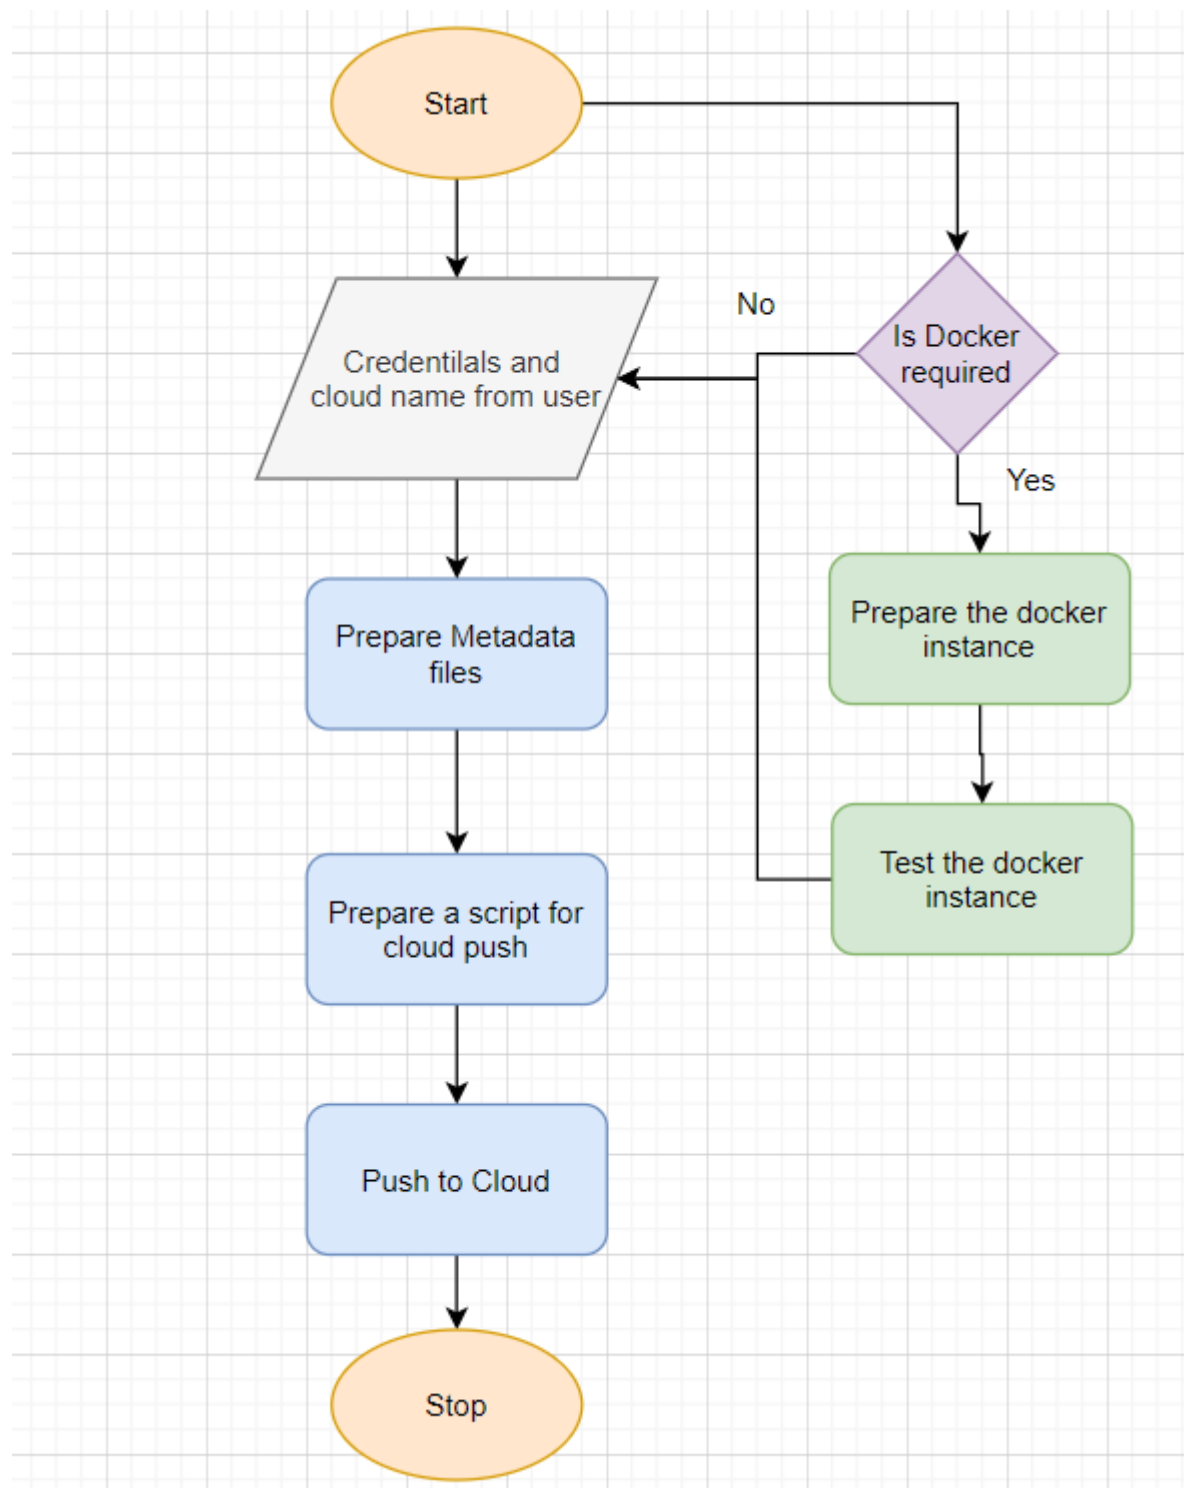 Start
No
Is Docker
required
Credentilals and
cloud name from user
Yes
Prepare the docker
instance
Prepare Metadata
files
Test the docker
instance
Prepare a script for
cloud push
Push to Cloud
Stop